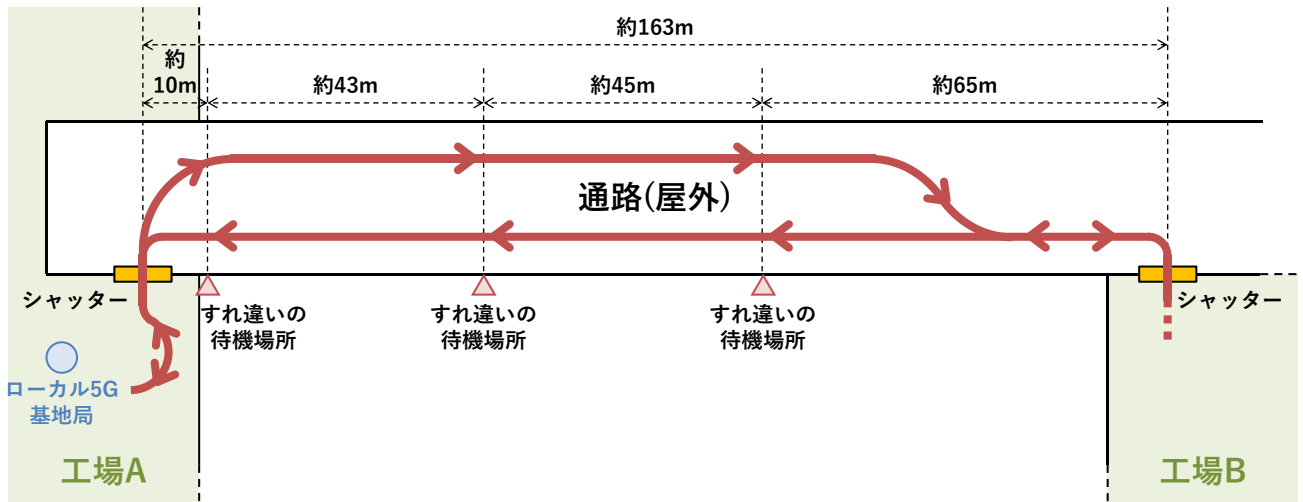 約163m
約
10m
約43m
約45m
約65m
通路(屋外)
シャッター
すれ違いの
待機場所
すれ違いの
待機場所
すれ違いの
待機場所
シャッター
ローカル5G
基地局
工場A
工場B